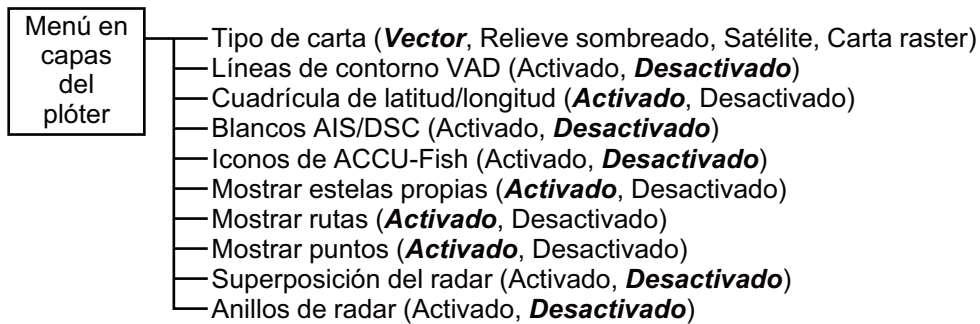 Menú en
capas
del
plóter
Tipo de carta (Vector, Relieve sombreado, Satélite, Carta raster)
Líneas de contorno VAD (Activado, Desactivado)
Cuadrícula de latitud/longitud (Activado, Desactivado)
Blancos AIS/DSC (Activado, Desactivado)
Iconos de ACCU-Fish (Activado, Desactivado)
Mostrar estelas propias (Activado, Desactivado)
Mostrar rutas (Activado, Desactivado)
Mostrar puntos (Activado, Desactivado)
Superposición del radar (Activado, Desactivado)
Anillos de radar (Activado, Desactivado)